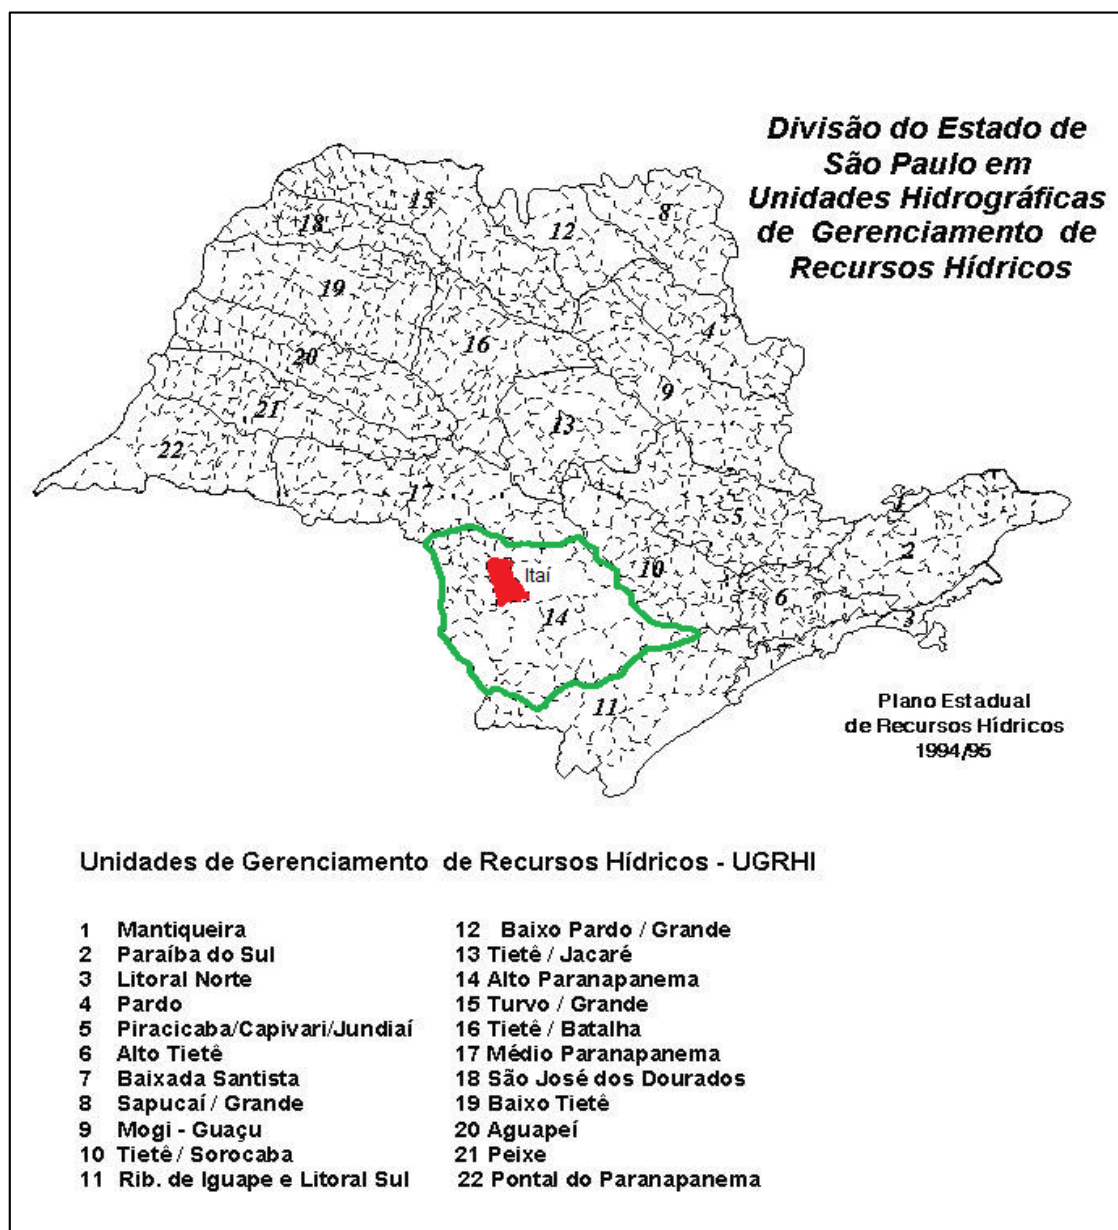 Divisão do Estado de
São Paulo em
Unidades Hidrográficas
de Gerenciamento de
Recursos Hídricos
15
8
18
12
19
4
16
20
9
21
13
22
17
5
1
2
Itaí
10
6
14
3
11
Plano Estadual
de Recursos Hídricos
1994/95
Unidades de Gerenciamento de Recursos Hídricos - UGRHI
1 Mantiqueira
2 Paraíba do Sul
3 Litoral Norte
4 Pardo
5 Piracicaba/Capivari/Jundiaí
6 Alto Tietê
7 Baixada Santista
8 Sapucaí / Grande
9 Mogi - Guaçu
10 Tietê / Sorocaba
11 Rib. de Iguape e Litoral Sul
12 Baixo Pardo / Grande
13 Tietê / Jacaré
14 Alto Paranapanema
15 Turvo / Grande
16 Tietê / Batalha
17 Médio Paranapanema
18 São José dos Dourados
19 Baixo Tietê
20 Aguapeí
21 Peixe
22 Pontal do Paranapanema